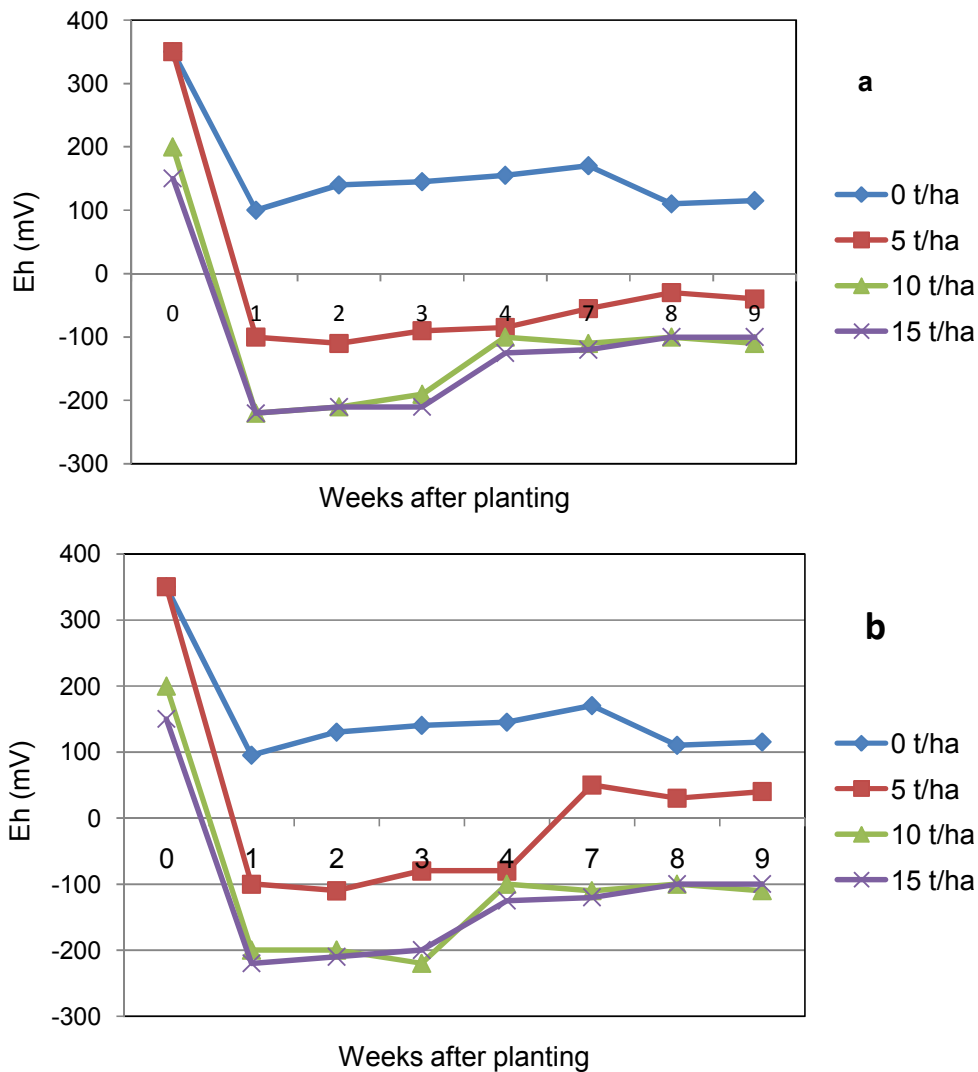 400
300
200
100
0
-100
-200
-300
Eh (mV)
0 1 2 3 4 7 8 9
Weeks after planting
a
0 t/ha
5 t/ha
10 t/ha
15 t/ha
400
300
200
100
0
-100
-200
-300
Eh (mV)
0 1 2 3 4 7 8 9
Weeks after planting
b
0 t/ha
5 t/ha
10 t/ha
15 t/ha